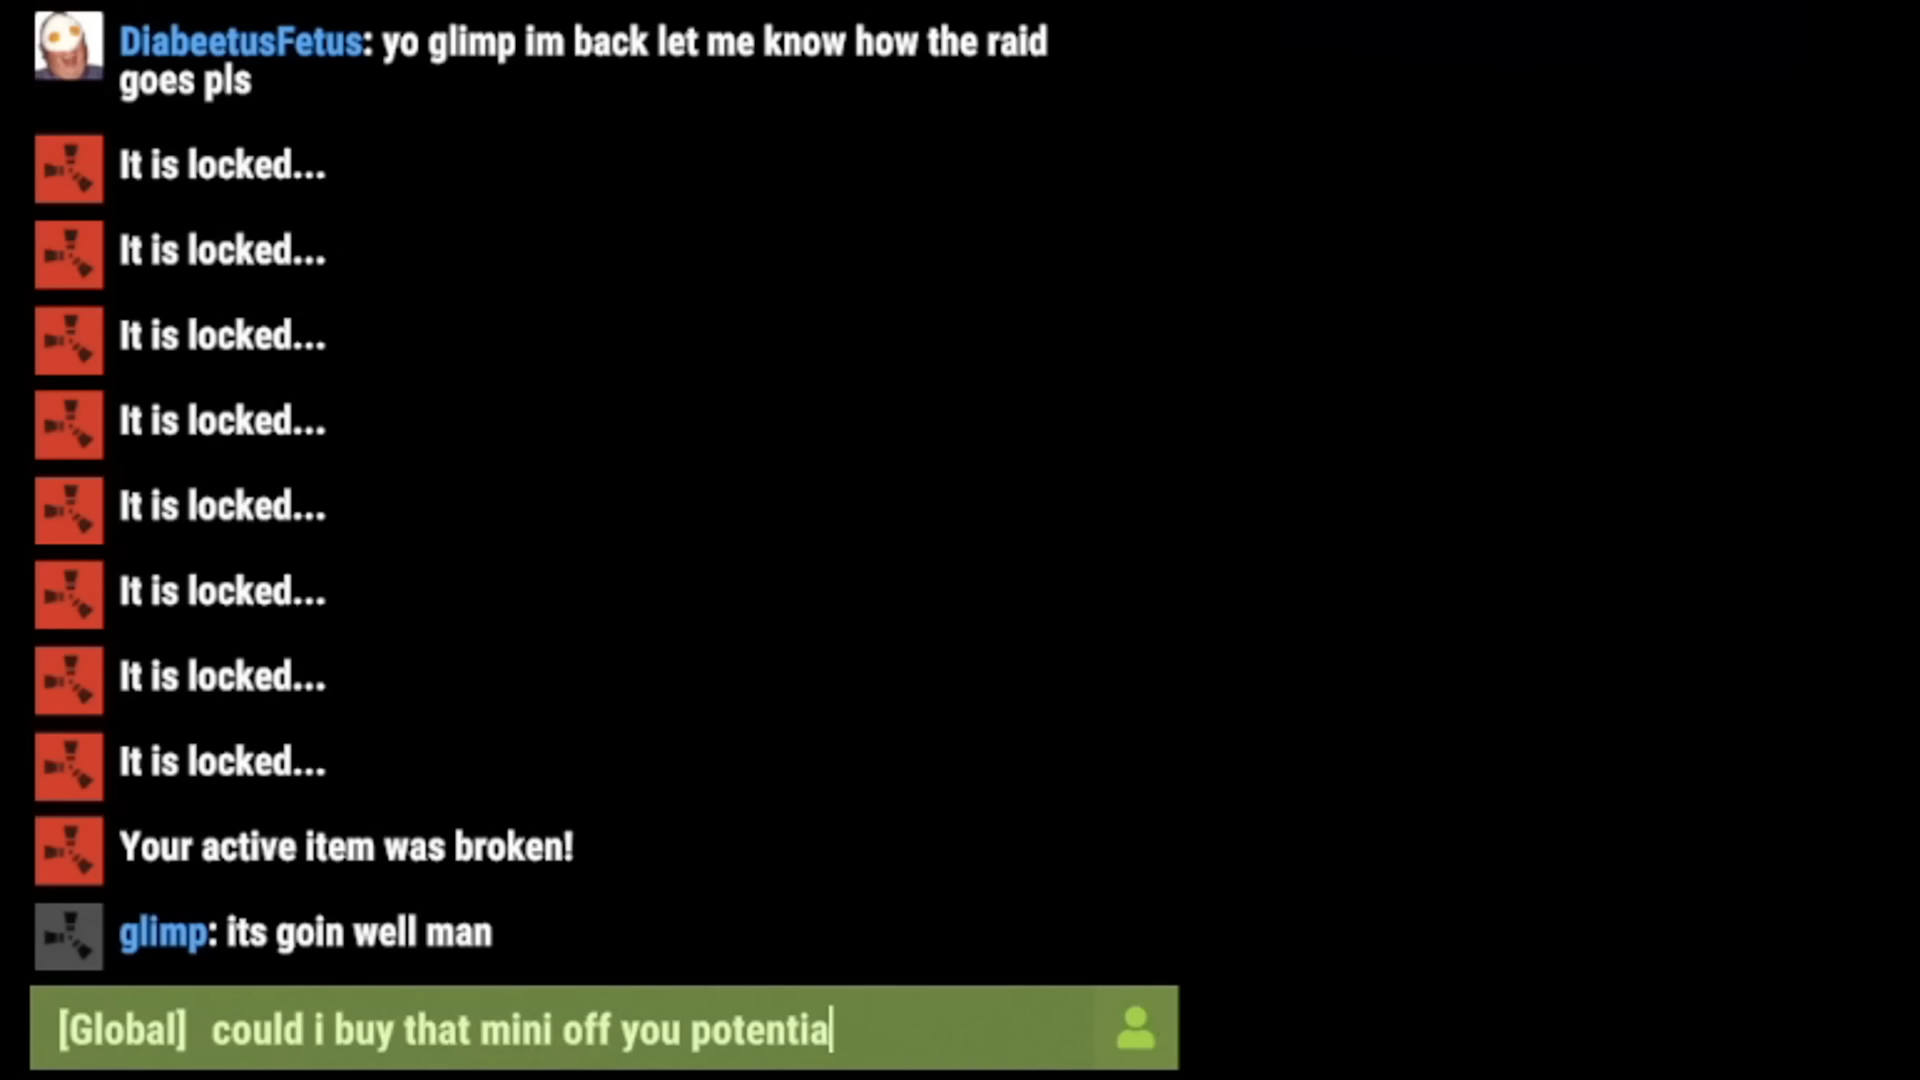 DiabeetusFetus: yo glimp im back let me know how the raid
goes pls
It is locked...
It is locked...
It is locked...
It is locked...
It is locked...
It is locked...
It is locked...
It is locked...
Your active item was broken!
glimp: its goin well man
[Global] could i buy that mini off you potentia